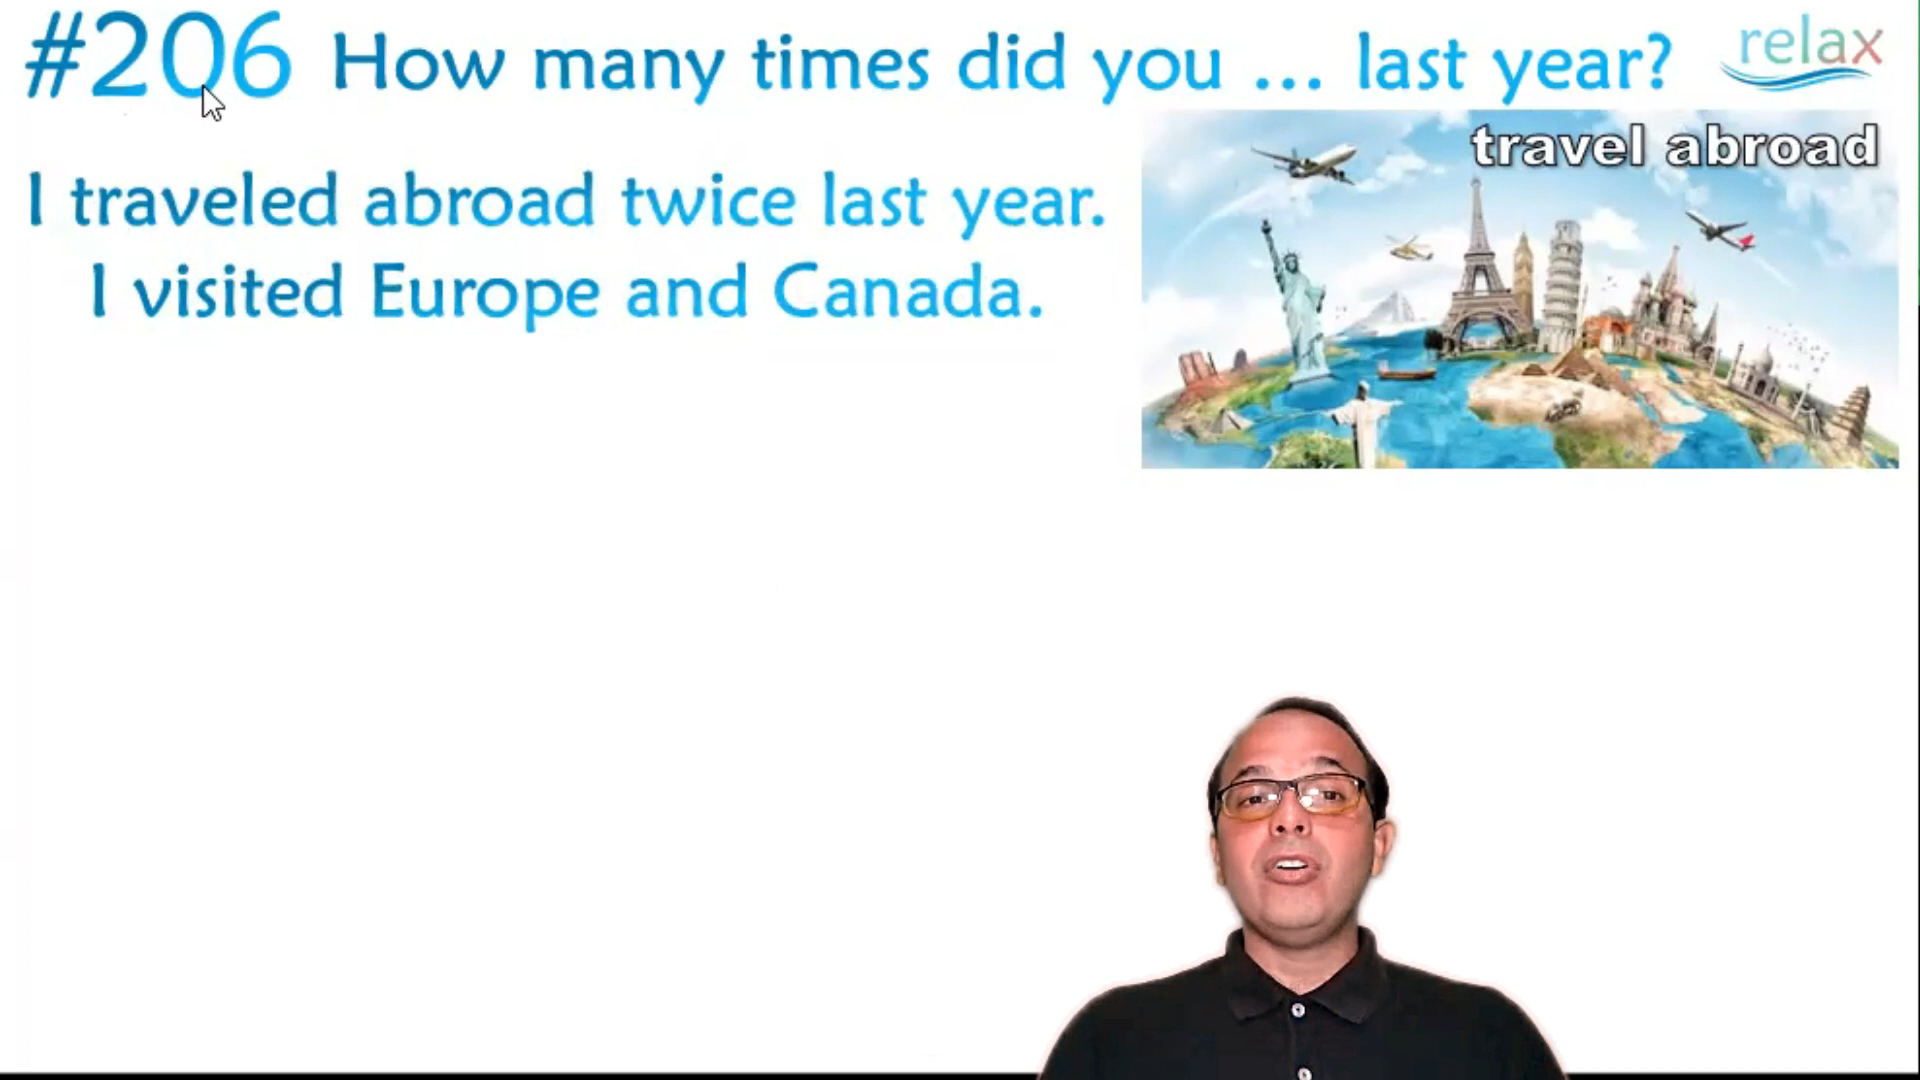 #206 How many times did you ... last year?
relax
travel abroad
I traveled abroad twice last year.
I visited Europe and Canada.